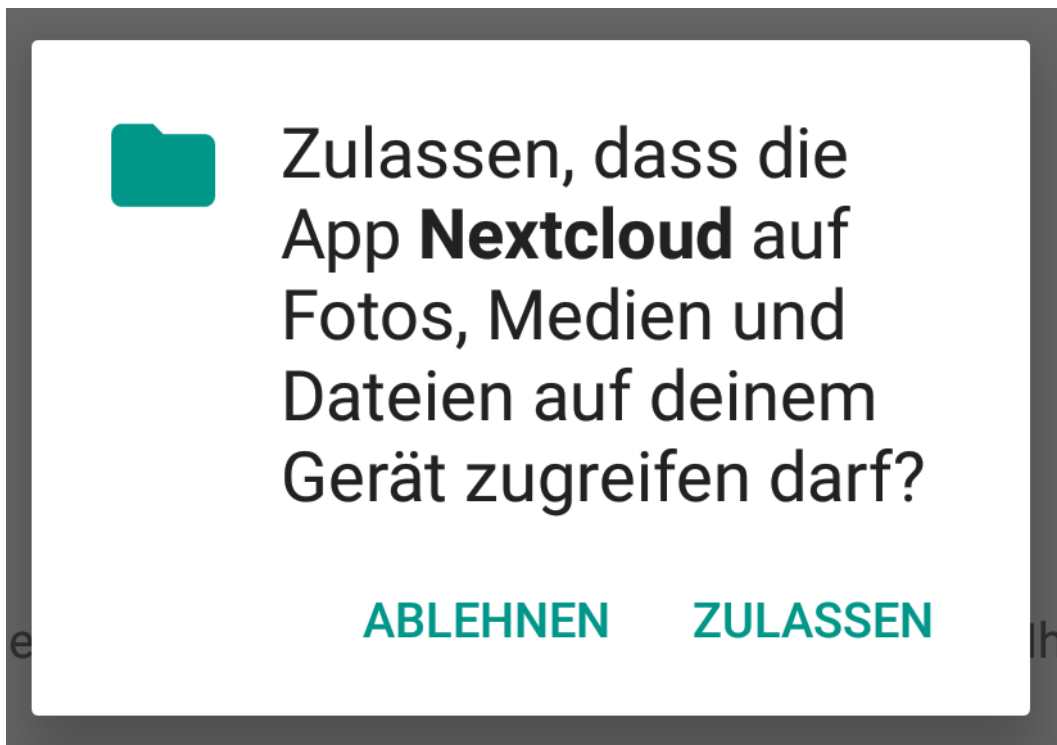 Zulassen, dass die
App Nextcloud auf
Fotos, Medien und
Dateien auf deinem
Gerät zugreifen darf?
ABLEHNEN ZULASSEN